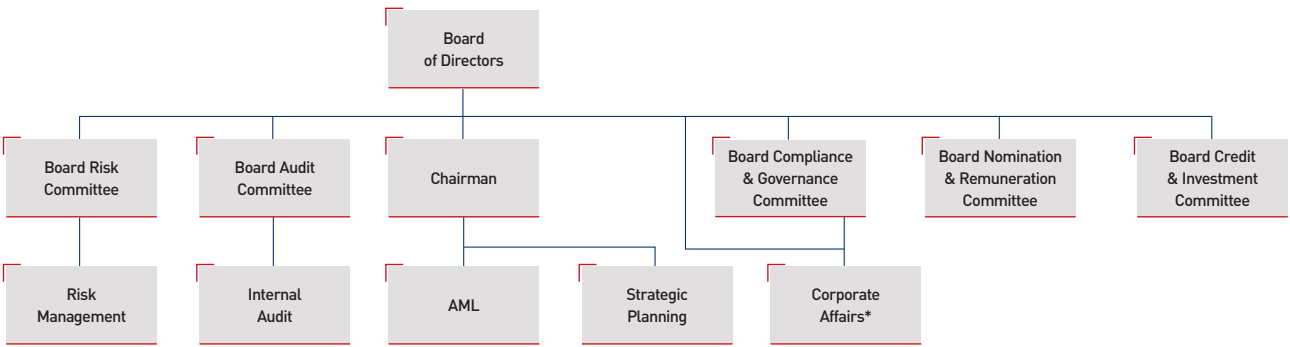 Board
of Directors
Board Risk
Committee
Board Audit
Committee
Chairman
Board Compliance
& Governance
Committee
Board Nomination
& Remuneration
Committee
Board Credit
& Investment
Committee
Risk
Management
Internal
Audit
AML
Strategic
Planning
Corporate
Affairs*